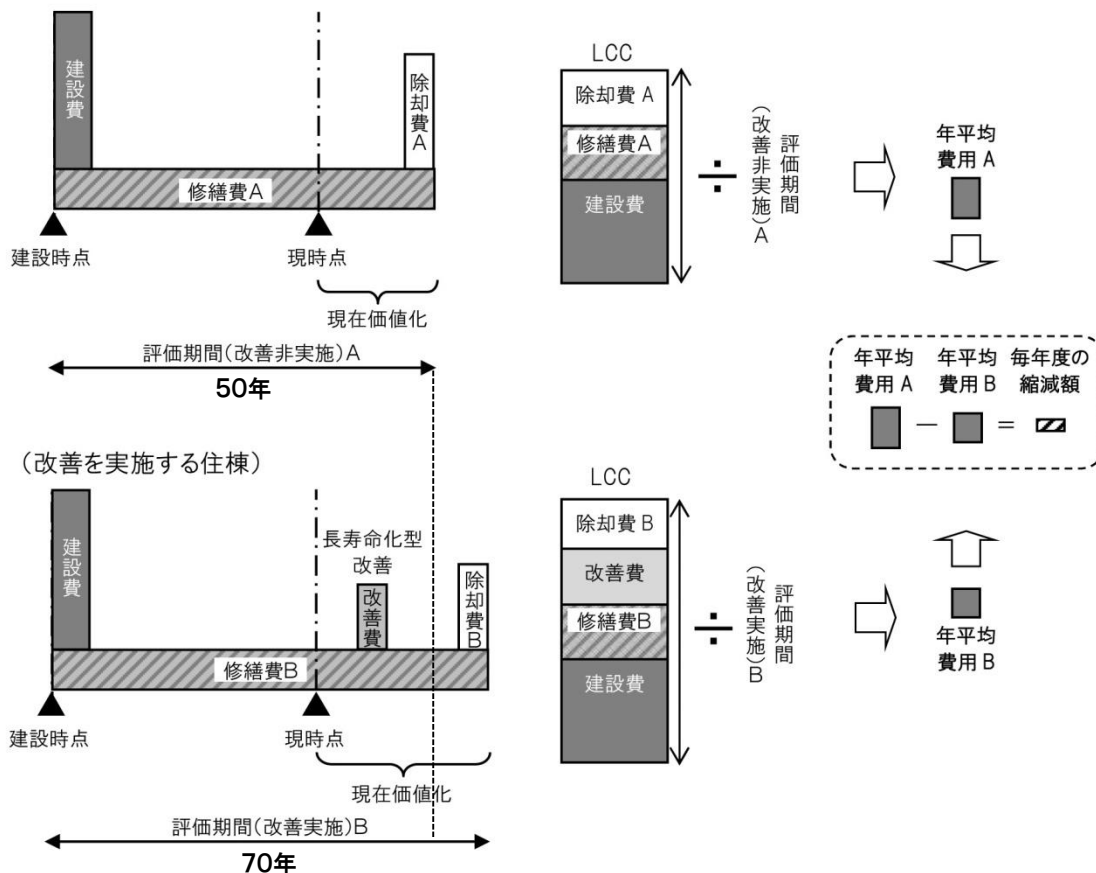 建設費
除却費A
修繕費A
建設時点
現時点
現在価値化
評価期間(改善非実施)A
50年
LCC
除却費A
修繕費A
建設費
÷
評価期間
(改善非実施)A
年平均
費用A
年平均
費用A
年平均
費用B
毎年度の
縮減額
－
＝
(改善を実施する住棟)
建設費
長寿命化型
改善
改善費
除却費B
修繕費B
建設時点
現時点
現在価値化
評価期間(改善実施)B
70年
LCC
除却費B
改善費
修繕費B
建設費
÷
評価期間
(改善実施)B
年平均
費用B